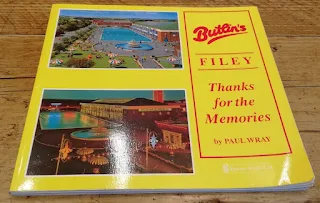 Butlin's
FILEY
Thanks
for the
Memories
by PAUL WRAY